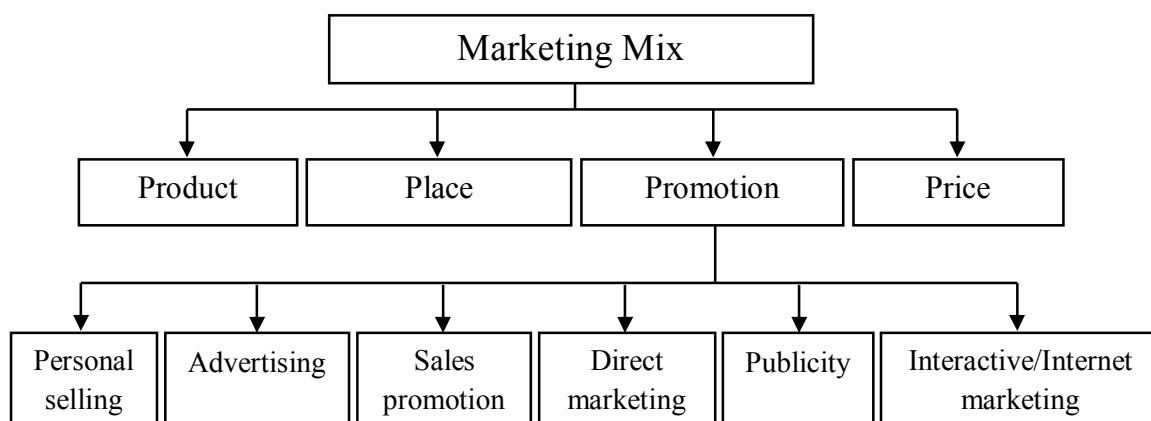 Marketing Mix
Product
Place
Promotion
Price
Personal
selling
Advertising
Sales
promotion
Direct
marketing
Publicity
Interactive/Internet
marketing